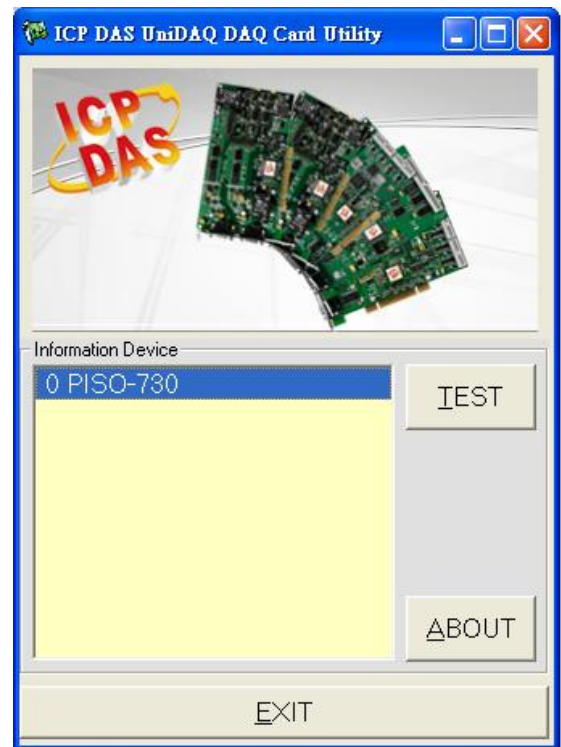 ICP DAS UniDAQ DAQ Card Utility
ICP
DAS
Information Device
0 PISO-730
TEST
ABOUT
EXIT